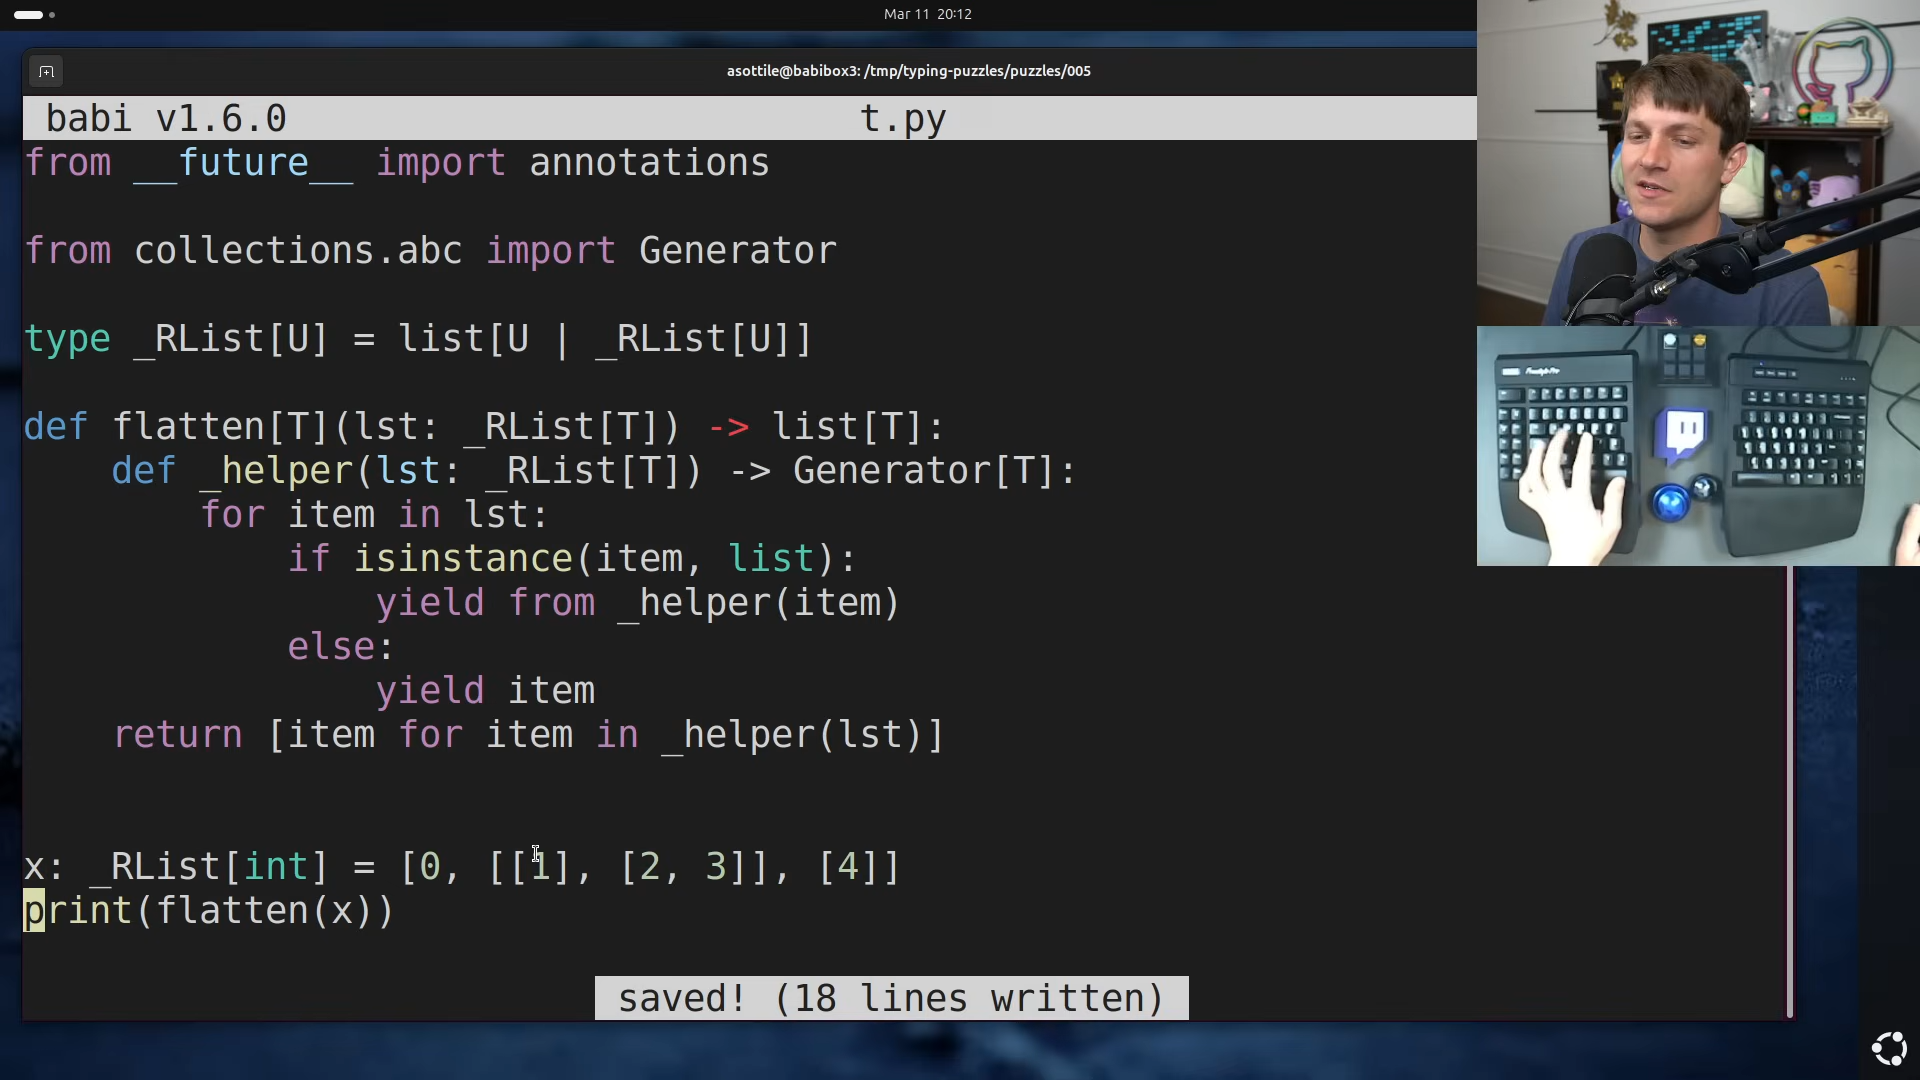 Mar 11 20:12
asottile@babibox3: /tmp/typing-puzzles/puzzles/005
babi v1.6.0 t.py
from __future__ import annotations
from collections.abc import Generator
type _RList[U] = list[U | _RList[U]]
def flatten[T](lst: _RList[T]) -> list[T]:
    def _helper(lst: _RList[T]) -> Generator[T]:
        for item in lst:
            if isinstance(item, list):
                yield from _helper(item)
            else:
                yield item
    return [item for item in _helper(lst)]
x: _RList[int] = [0, [[1], [2, 3]], [4]]
print(flatten(x))
saved! (18 lines written)